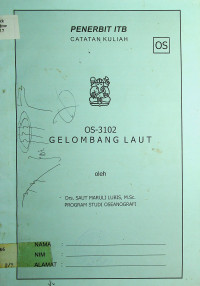 PENERBIT ITB
CATATAN KULIAH
OS
OS-3102
GELOMBANG LAUT
oleh
Drs. SAUT MARULI LUBIS, M.Sc.
PROGRAM STUDI OSEANOGRAFI
NAMA
NIM
ALAMAT